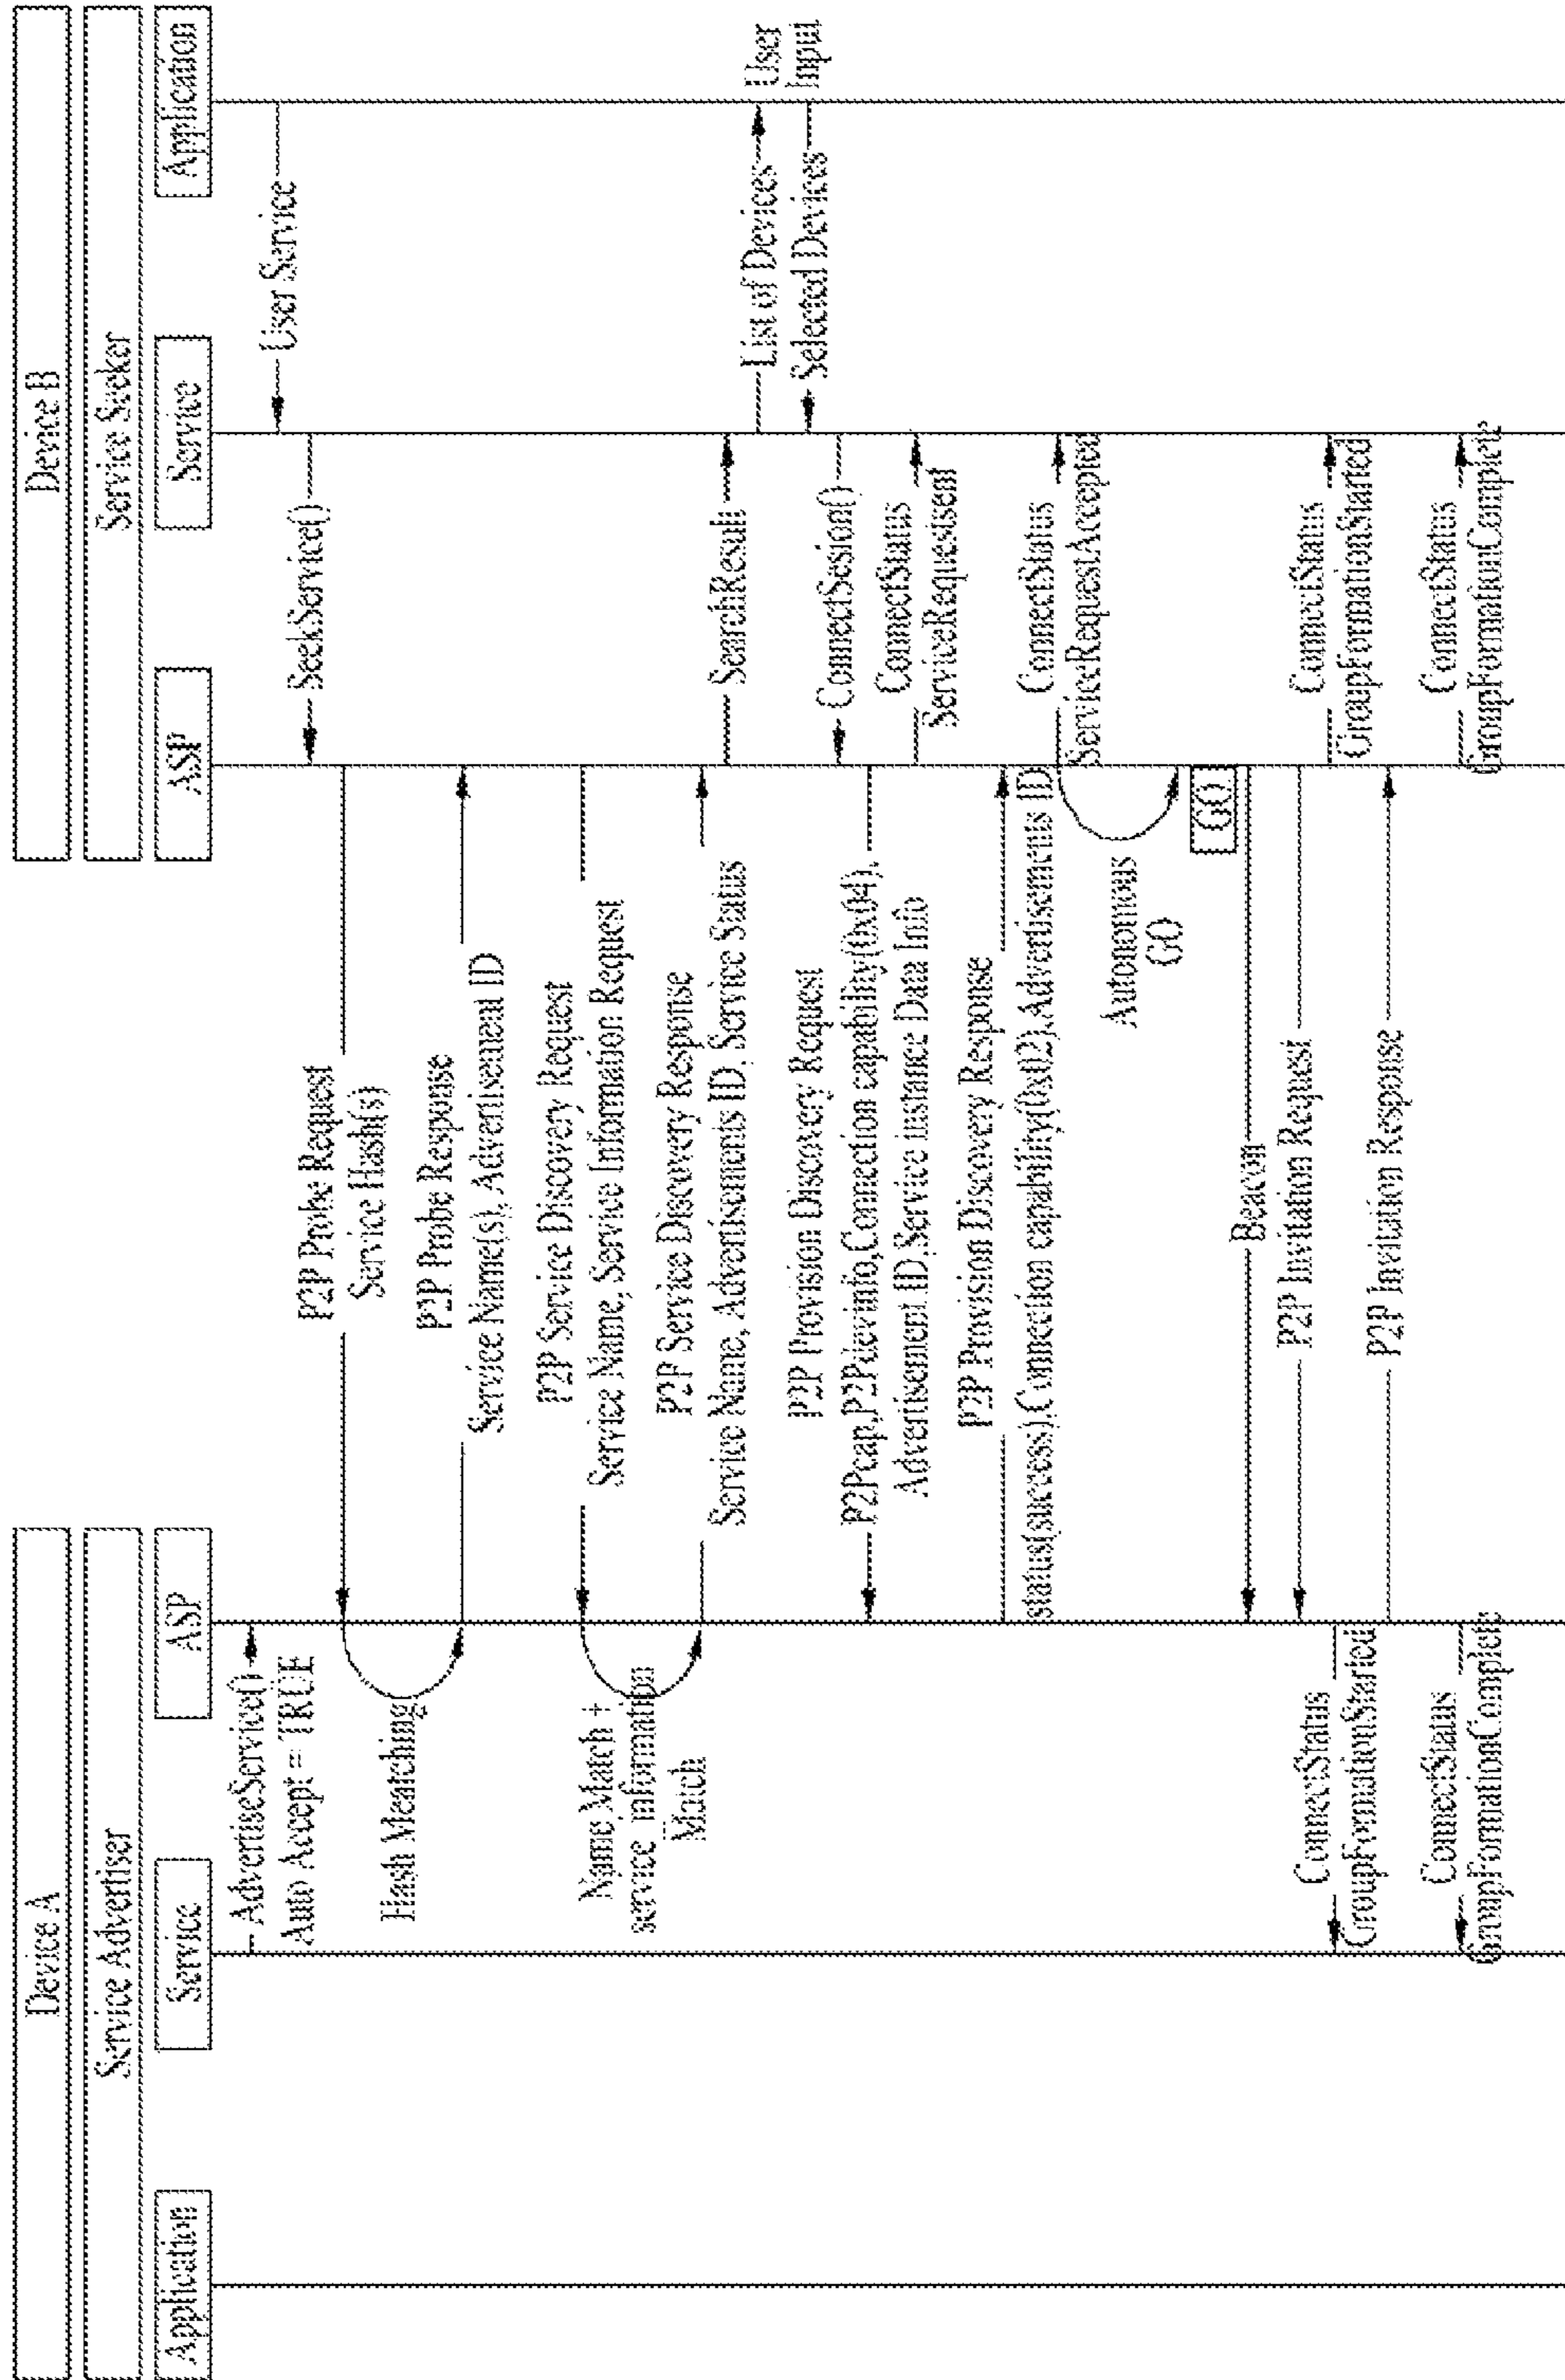 Device A
Device B
Service Advertiser
Service Seeker
Application
Service
ASP
ASP
Service
Application
AdvertiseService()
Auto Accept = TRUE
User Service
SeekService()
P2P Probe Request
Service Hash(s)
Hash Meatching
P2P Probe Response
Service Name(s), Advertisement ID
P2P Service Discovery Request
Service Name, Service Information Request
Name Match +
service information
Match
P2P Service Discovery Response
Service Name, Advertisements ID, Service Status
SearchResult
List of Devices
User
Input
Selected Devices
ConnectSesion()
P2P Provision Discovery Request
P2Pcap,P2Pdevinfo,Connection capability(0x04),
Advertisement ID,Service instance Data Info
ConnectStatus
ServiceRequestsent
P2P Provision Discovery Response
status(success),Connection capability(0x02),Advertisements ID
ConnectStatus
ServiceRequestAccepted
Autonomous
GO
GO
Beacon
P2P Invitation Request
ConnectStatus
GroupFormationStarted
ConnectStatus
GroupFormationStarted
P2P Invitation Response
ConnectStatus
GroupFormationComplete
ConnectStatus
GroupFormationComplete